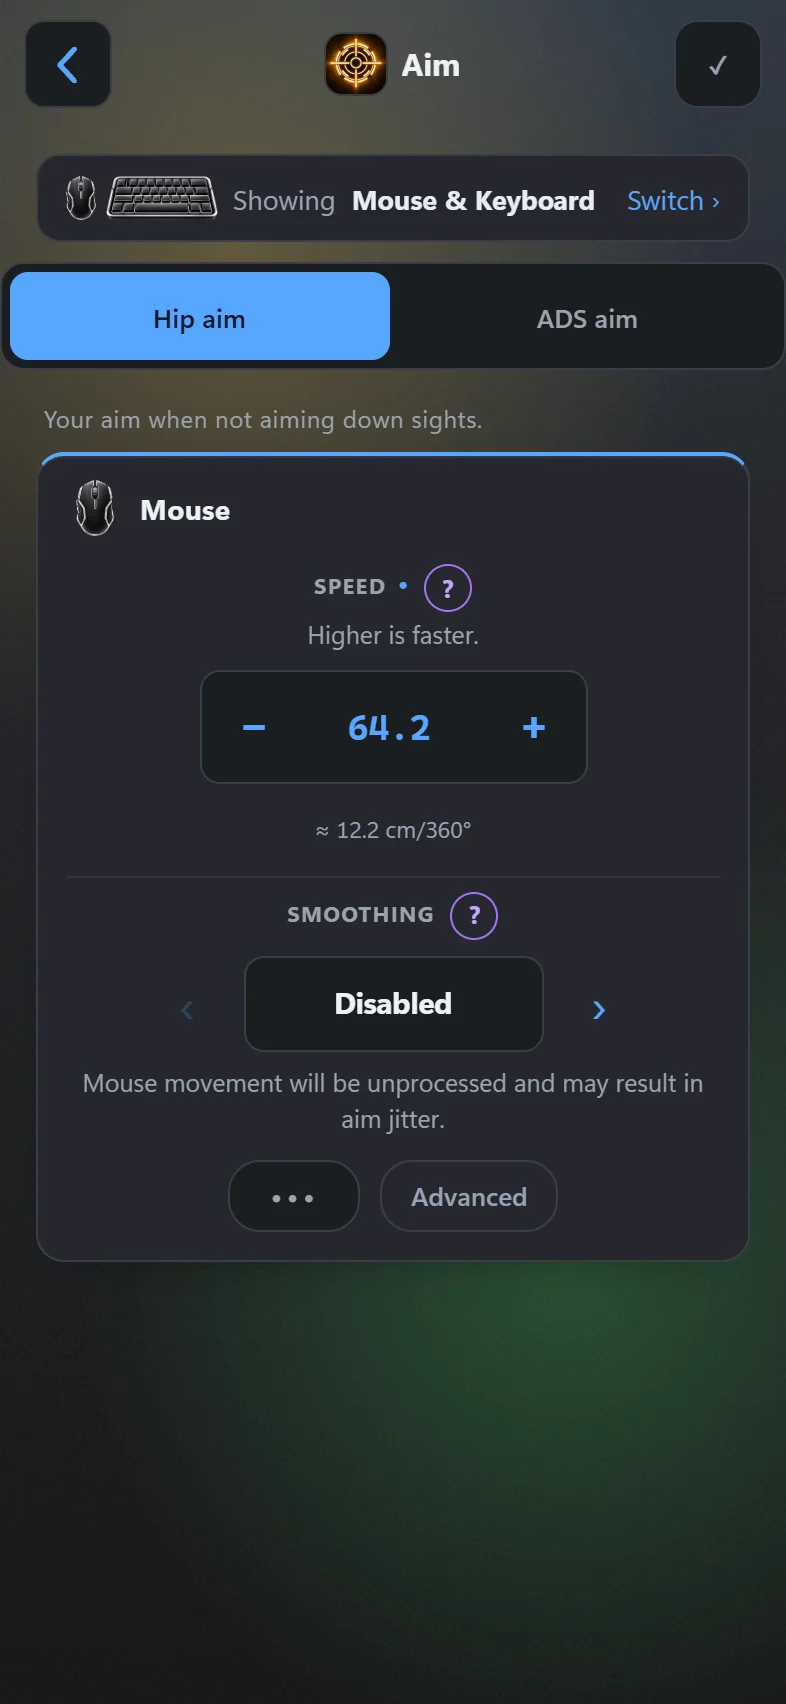 Aim
✓
Showing Mouse & Keyboard Switch ›
Hip aim
ADS aim
Your aim when not aiming down sights.
Mouse
SPEED • ?
Higher is faster.
− 64.2 +
≈ 12.2 cm/360°
SMOOTHING ?
‹ Disabled ›
Mouse movement will be unprocessed and may result in
aim jitter.
••• Advanced